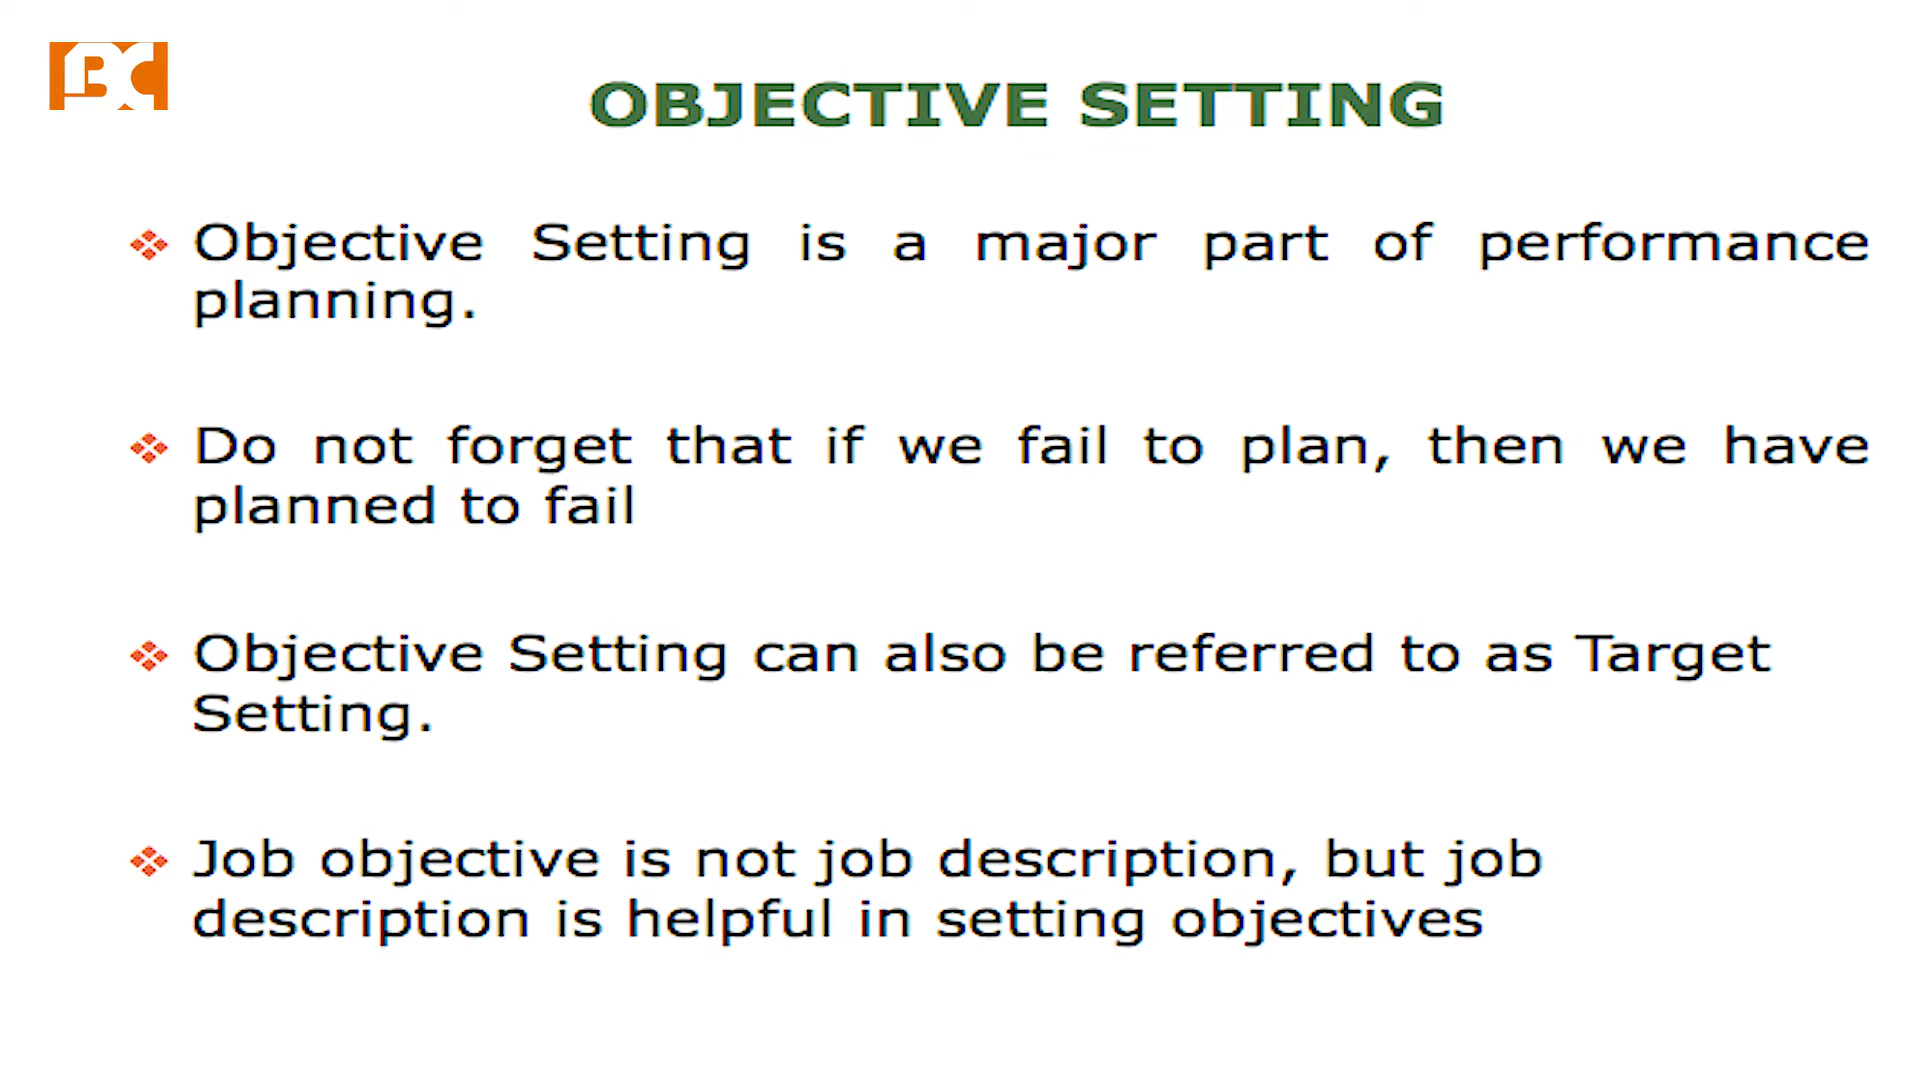 BC
OBJECTIVE SETTING
Objective Setting is a major part of performance
planning.
Do not forget that if we fail to plan, then we have
planned to fail
Objective Setting can also be referred to as Target
Setting.
Job objective is not job description, but job
description is helpful in setting objectives